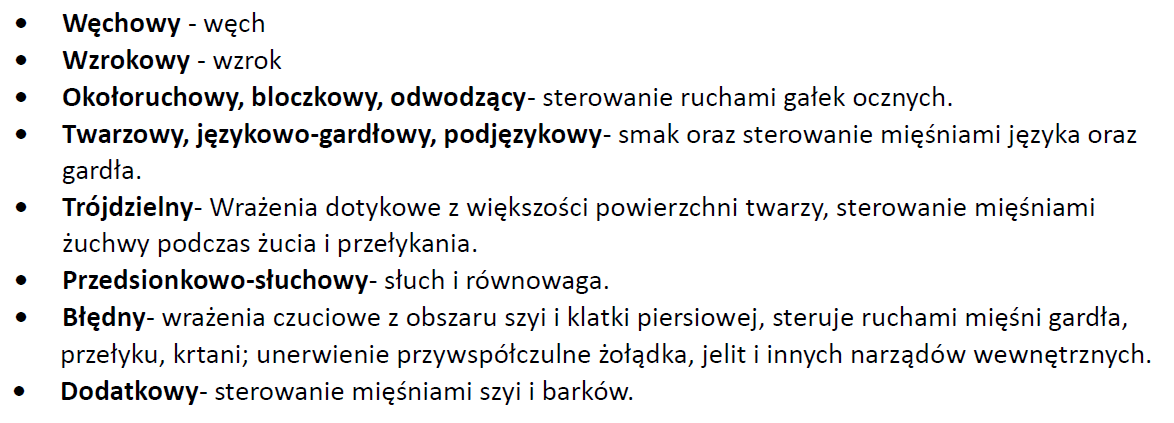 • Węchowy - węch
• Wzrokowy - wzrok
• Okołoruchowy, bloczkowy, odwodzący- sterowanie ruchami gałek ocznych.
• Twarzowy, językowo-gardłowy, podjęzykowy- smak oraz sterowanie mięśniami języka oraz
gardła.
• Trójdzielny- Wrażenia dotykowe z większości powierzchni twarzy, sterowanie mięśniami
żuchwy podczas żucia i przełykania.
• Przedsionkowo-słuchowy- słuch i równowaga.
• Błędny- wrażenia czuciowe z obszaru szyi i klatki piersiowej, steruje ruchami mięśni gardła,
przełyku, krtani; unerwienie przywspółczulne żołądka, jelit i innych narządów wewnętrznych.
• Dodatkowy- sterowanie mięśniami szyi i barków.